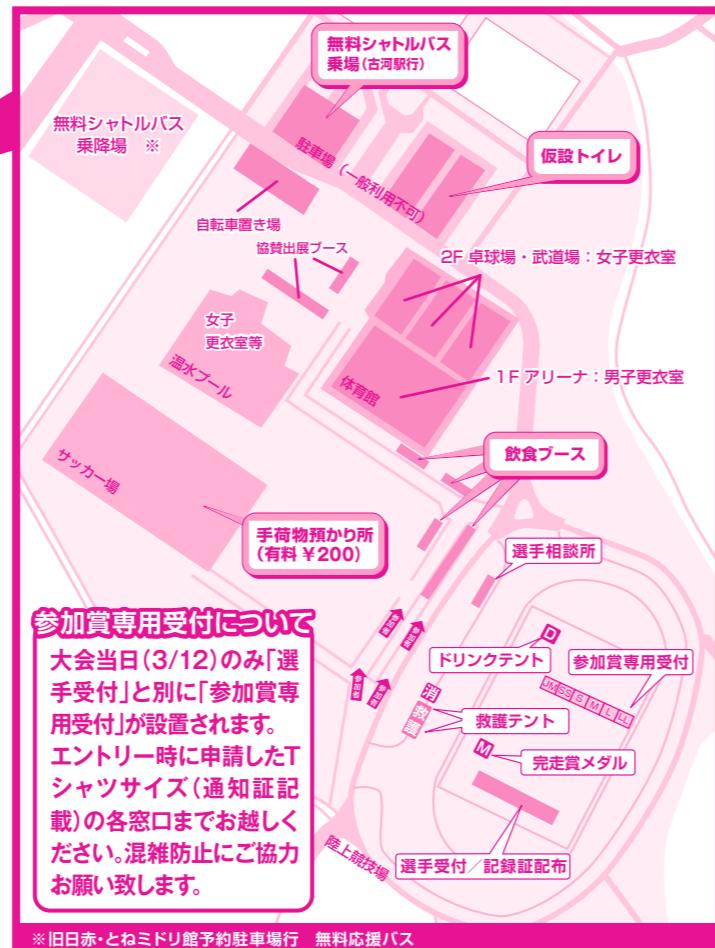 無料シャトルバス
乗場(古河駅行)
無料シャトルバス
乗降場　※
駐車場(一般利用不可)
仮設トイレ
自転車置き場
協賛出展ブース
2F 卓球場・武道場：女子更衣室
女子
更衣室等
温水プール
1F アリーナ：男子更衣室
体育館
飲食ブース
サッカー場
手荷物預かり所
(有料 ¥200)
選手相談所
参加者
参加者
参加者
参加者
D
ドリンクテント
参加賞専用受付
JM SS S M L LL
消
救護
救護テント
M
完走賞メダル
選手受付／記録証配布
陸上競技場
参加賞専用受付について
大会当日(3/12)のみ「選
手受付」と別に「参加賞専
用受付」が設置されます。
エントリー時に申請したT
シャツサイズ(通知証記
載)の各窓口までお越しく
ださい。混雑防止にご協力
お願い致します。
※旧日赤・とねミドリ館予約駐車場行　無料応援バス